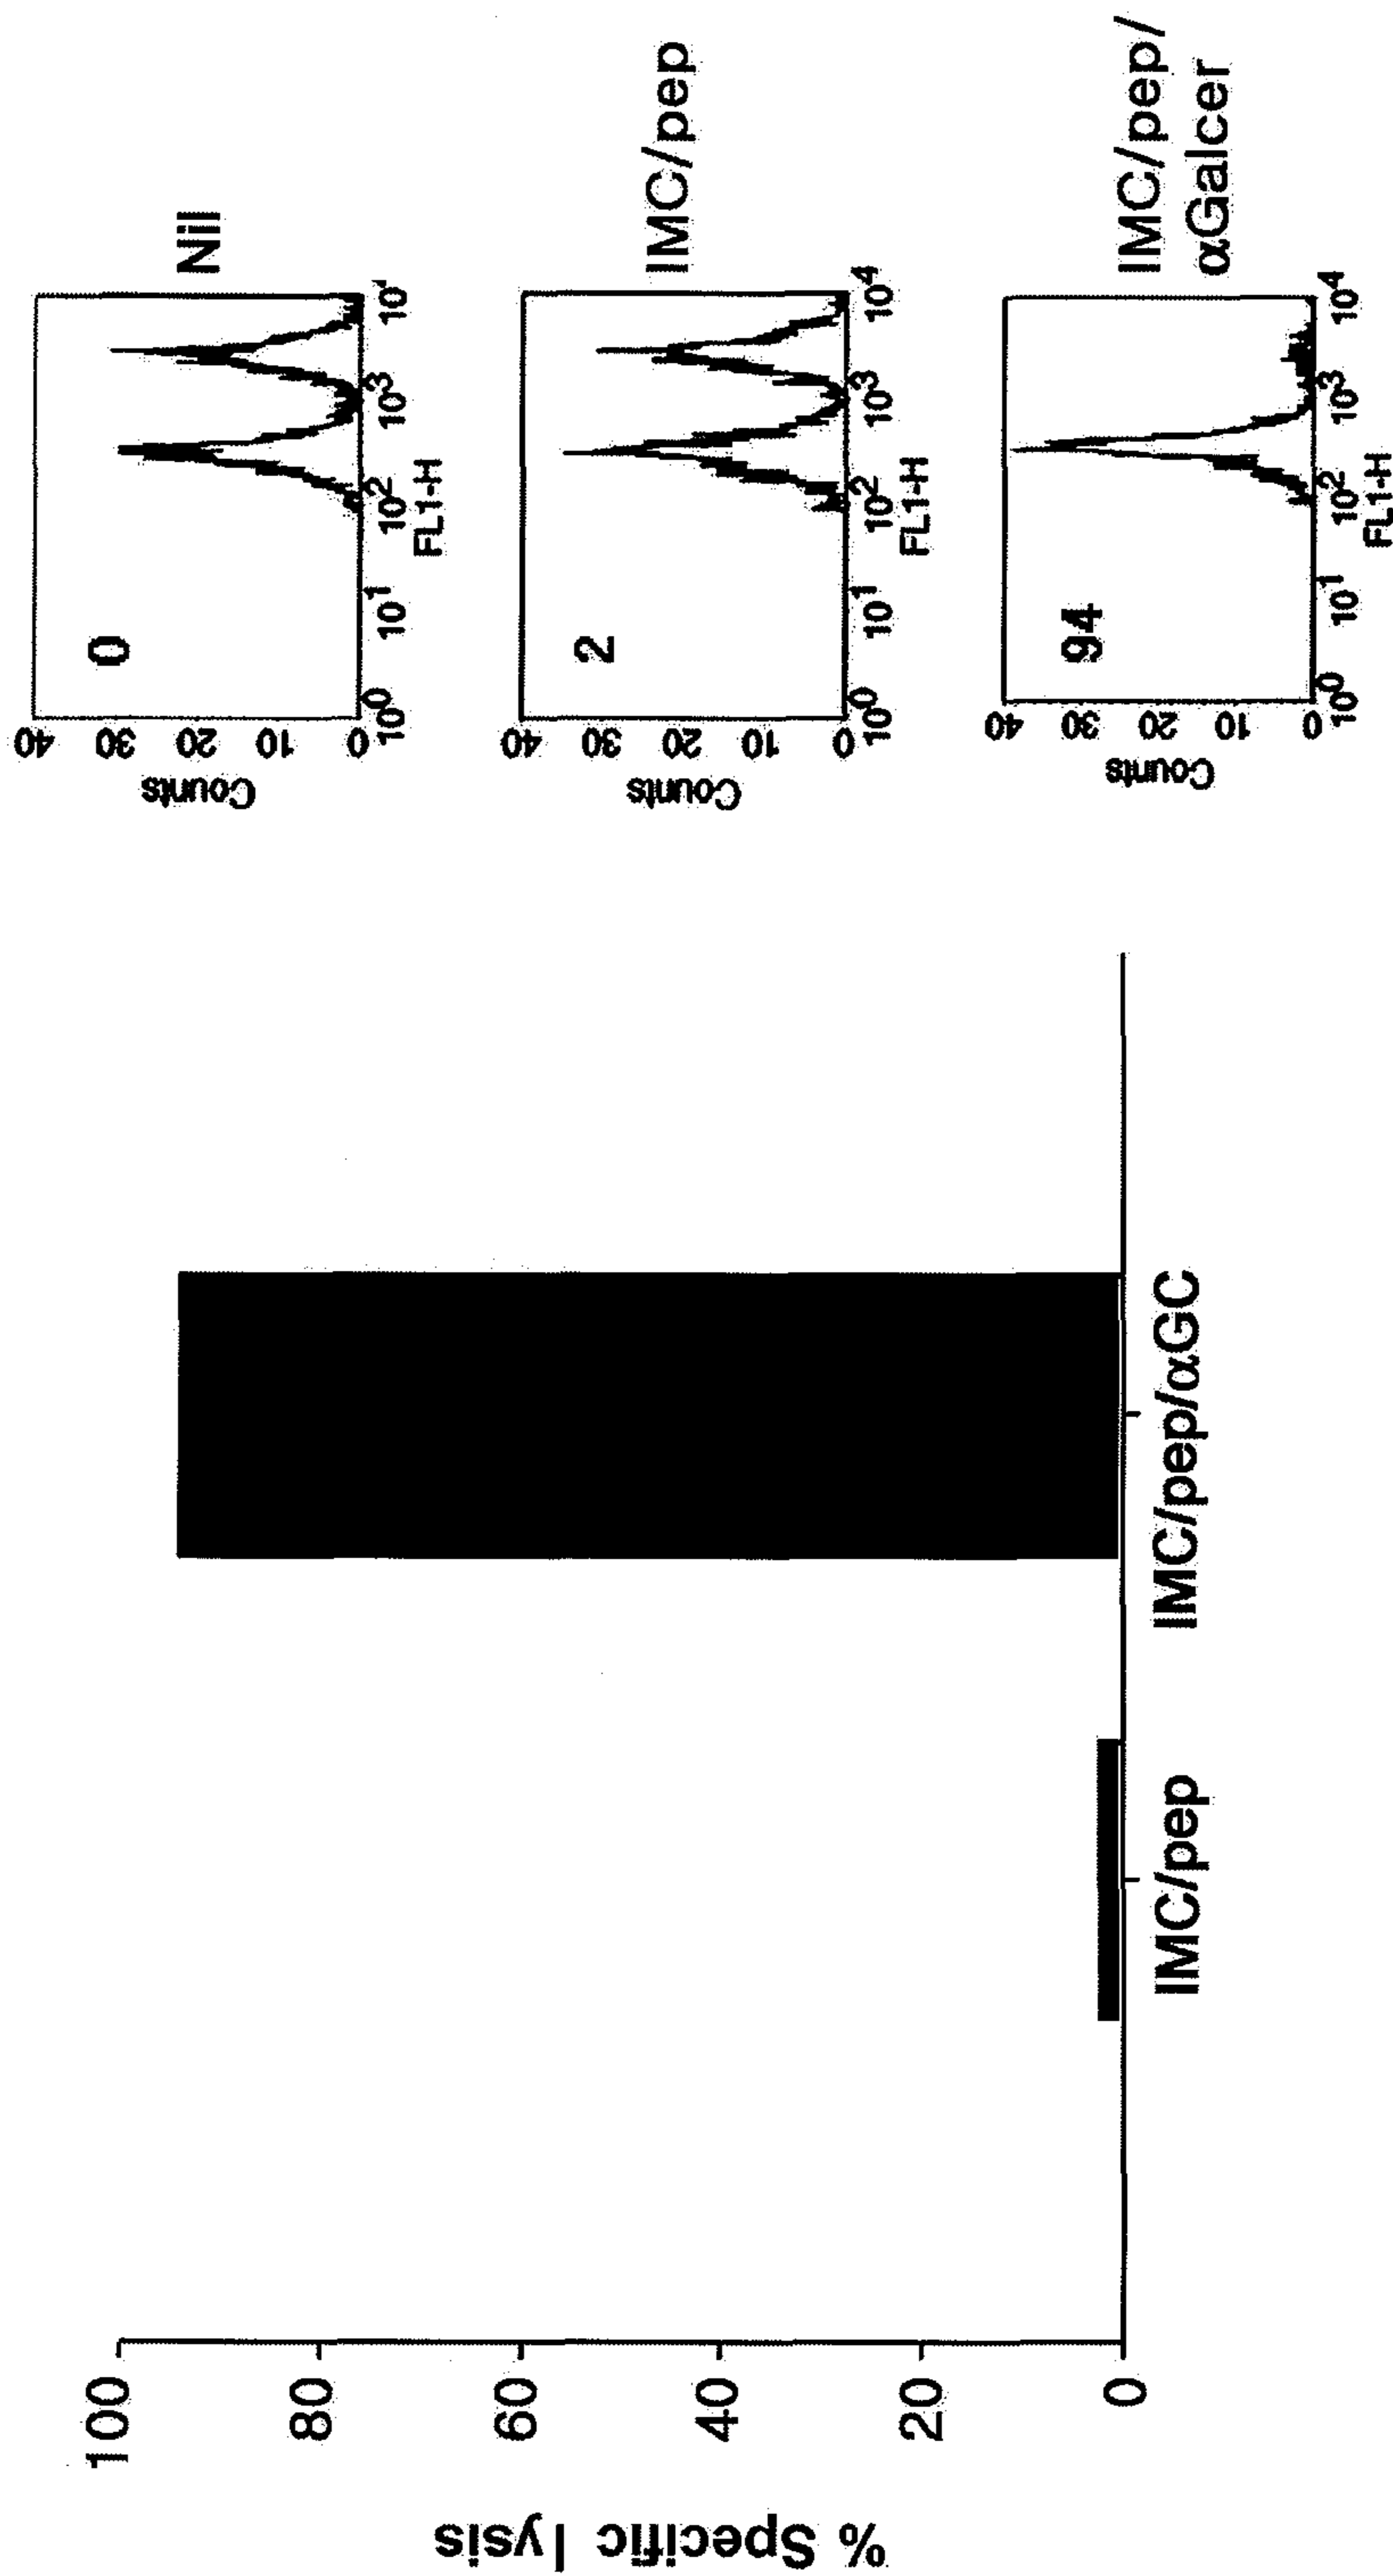 % Specific lysis
100
80
60
40
20
0
IMC/pep
IMC/pep/αGC
Counts
40
30
20
10
0
0
10⁰ 10¹ 10² 10³ 10⁴
FL1-H
Nil
Counts
40
30
20
10
0
2
10⁰ 10¹ 10² 10³ 10⁴
FL1-H
IMC/pep
Counts
40
30
20
10
0
94
10⁰ 10¹ 10² 10³ 10⁴
FL1-H
IMC/pep/
αGalcer